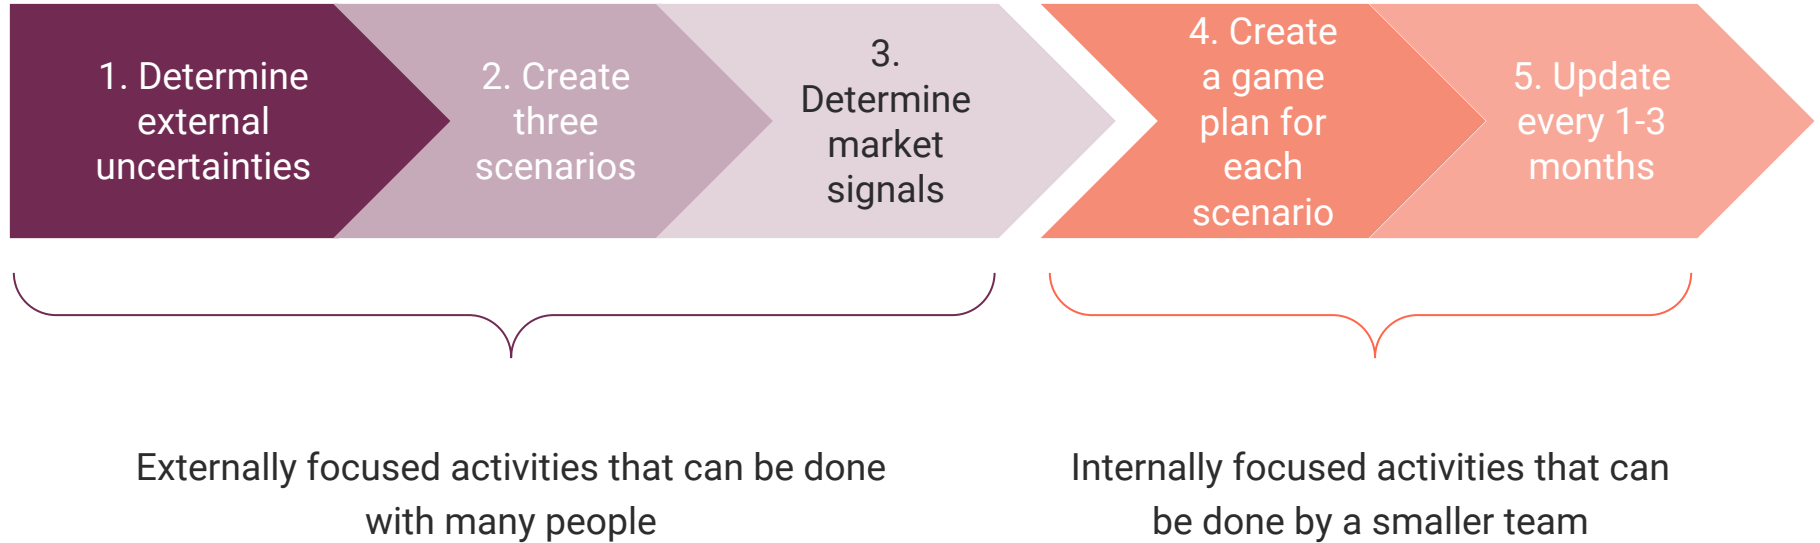 1. Determine
external
uncertainties
2. Create
three
scenarios
3.
Determine
market
signals
4. Create
a game
plan for
each
scenario
5. Update
every 1-3
months
Externally focused activities that can be done
with many people
Internally focused activities that can
be done by a smaller team